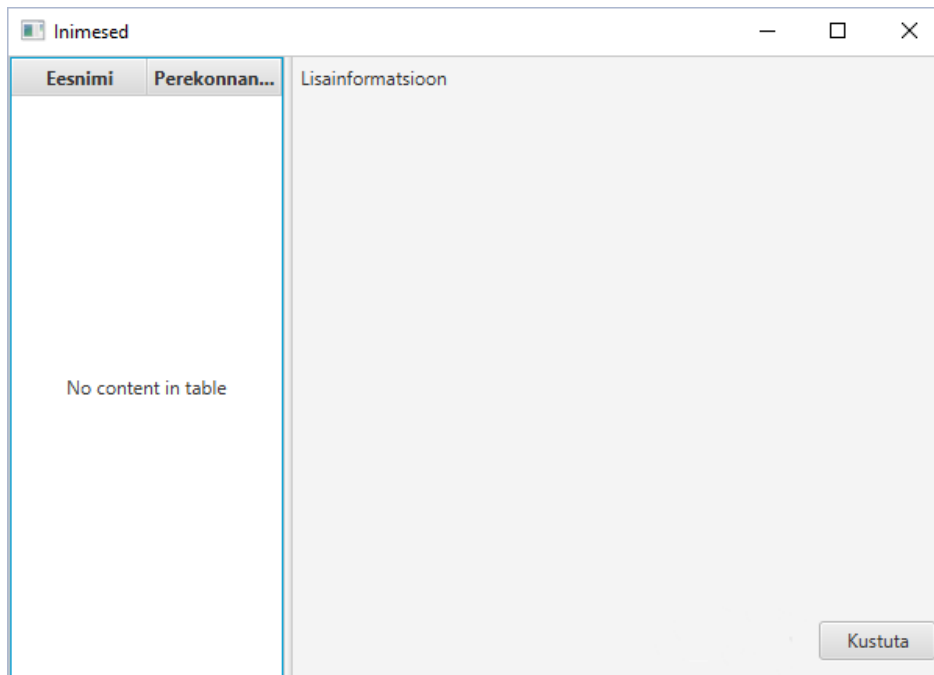 Inimesed
Eesnimi Perekonnan...
Lisainformatsioon
No content in table
Kustuta